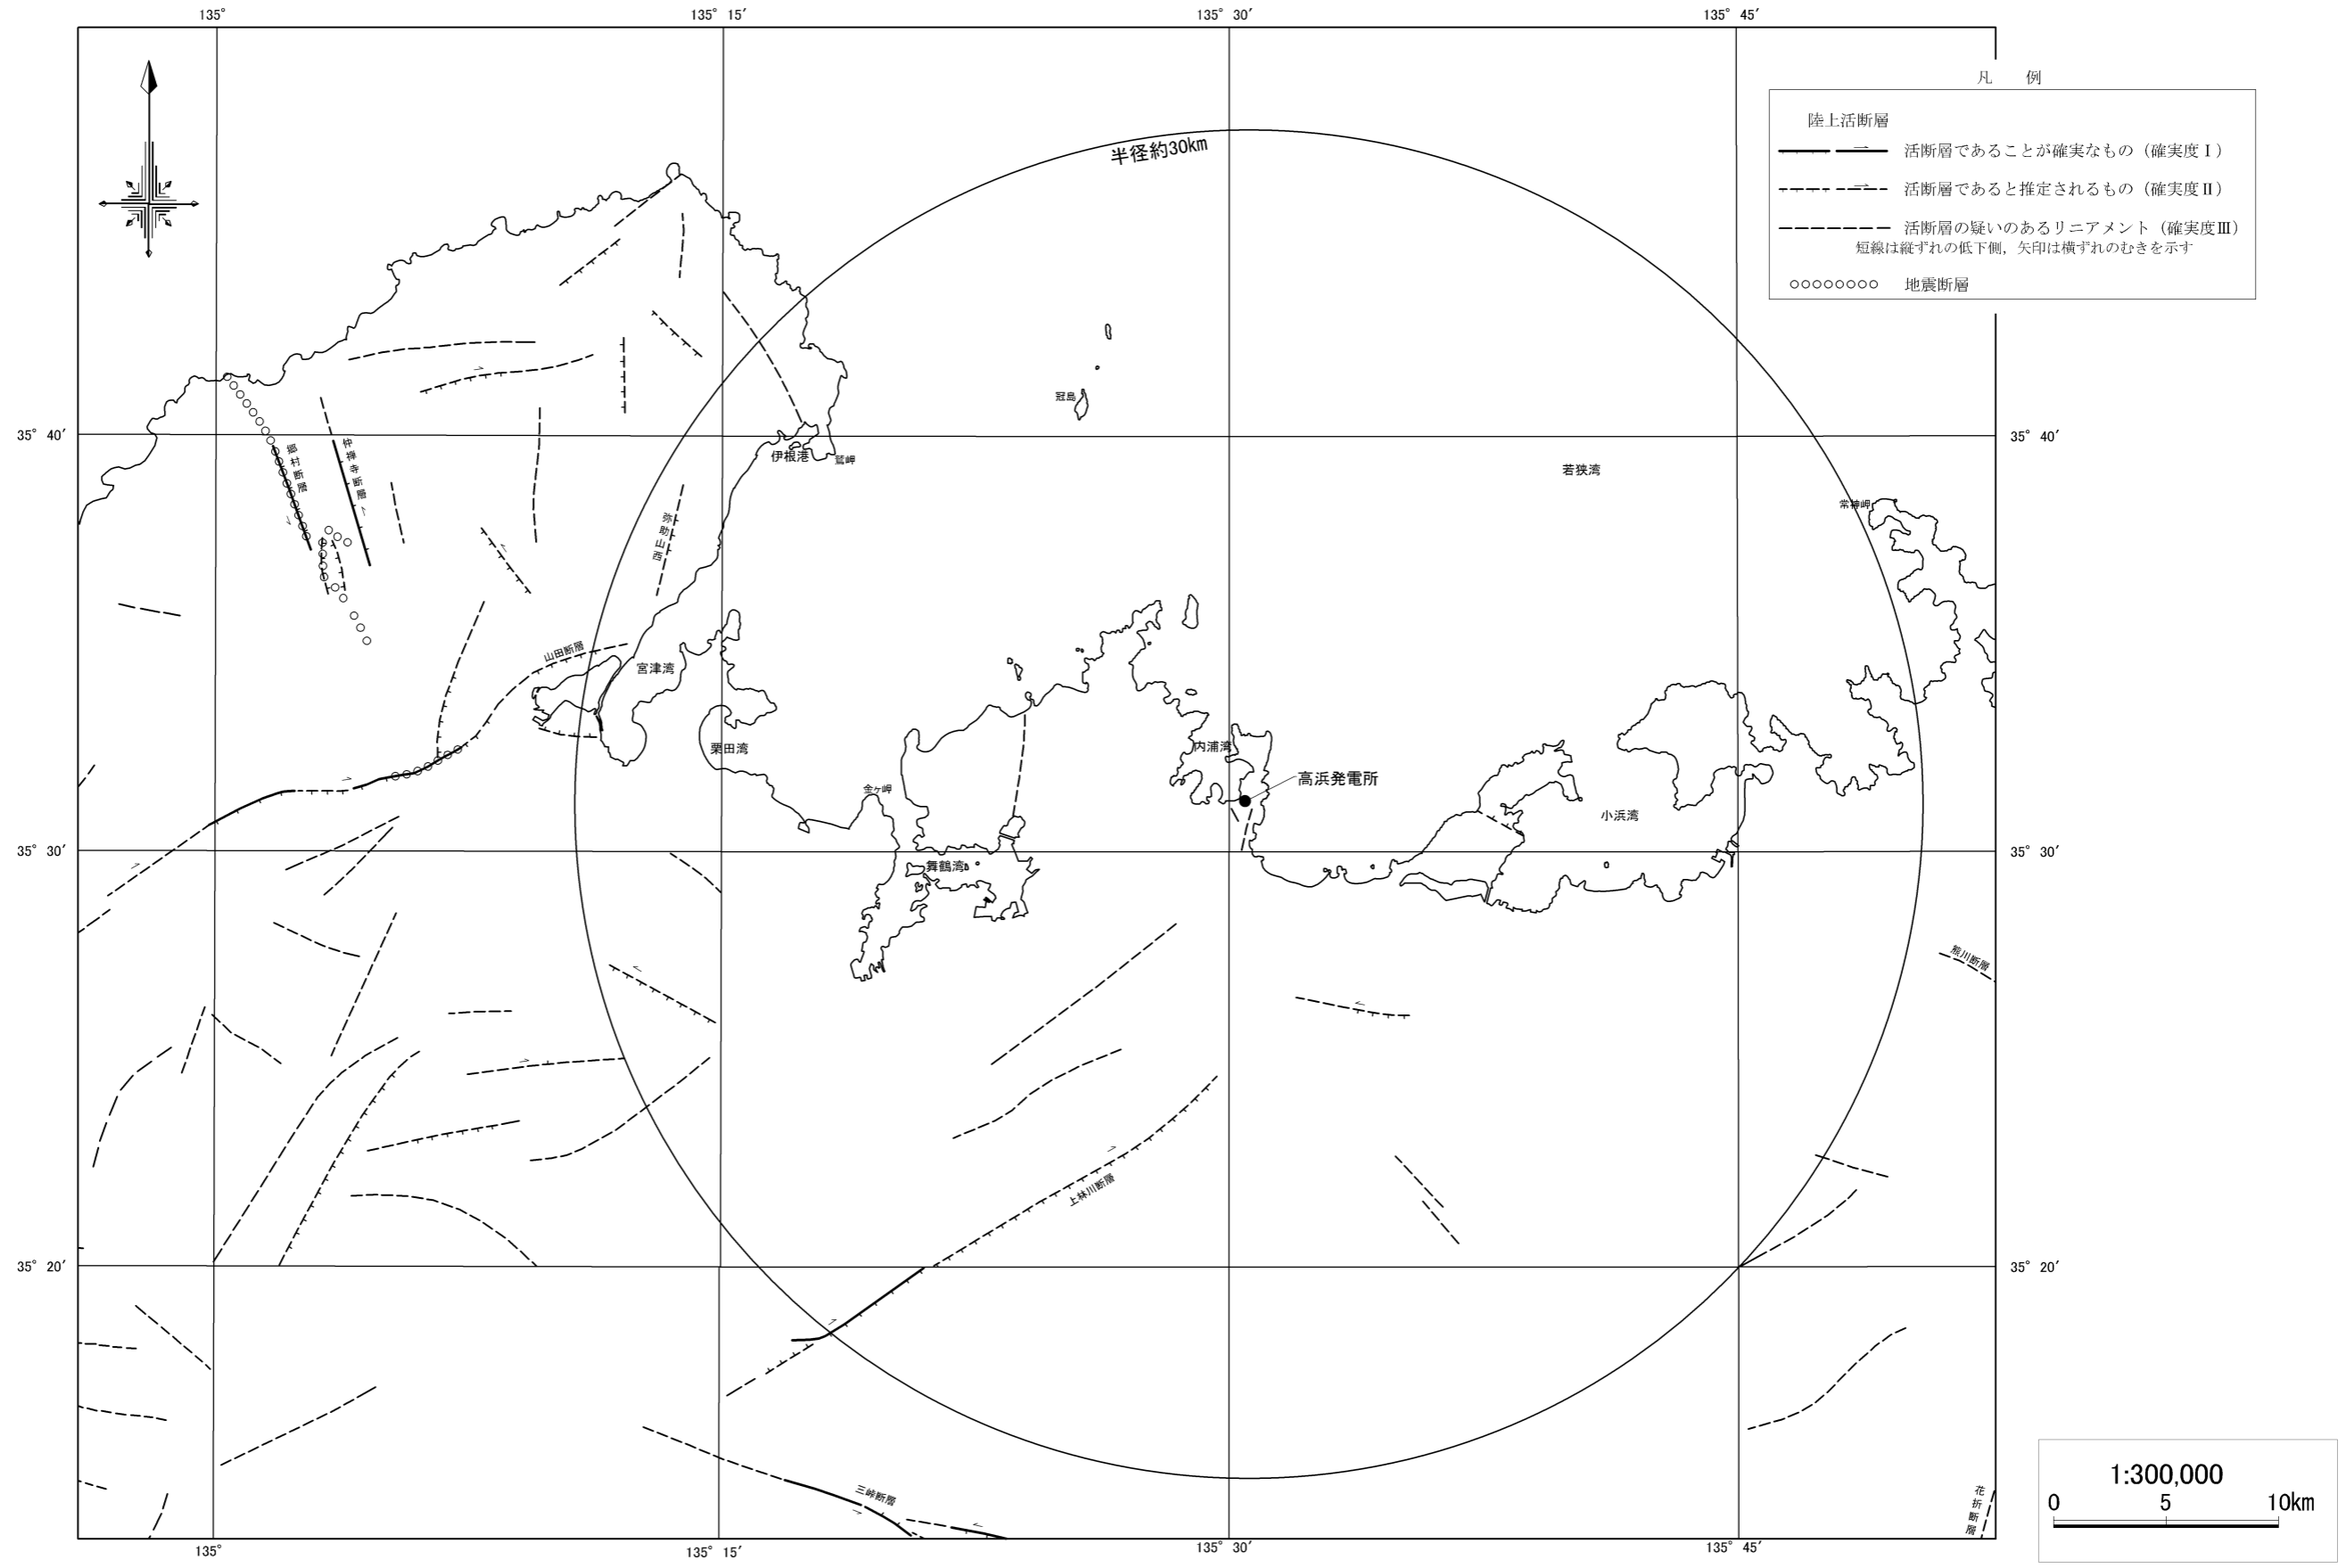 135°
135° 15′
135° 30′
135° 45′
凡 例
陸上活断層
活断層であることが確実なもの（確実度Ⅰ）
活断層であると推定されるもの（確実度Ⅱ）
活断層の疑いのあるリニアメント（確実度Ⅲ）
短線は縦ずれの低下側，矢印は横ずれのむきを示す
地震断層
半径約30km
冠島
35° 40′
35° 40′
郷村断層
仲禅寺断層
伊根港
鷲岬
若狭湾
常神岬
弥助山西
山田断層
宮津湾
栗田湾
内浦湾
高浜発電所
金ヶ岬
小浜湾
35° 30′
35° 30′
舞鶴湾
熊川断層
上林川断層
35° 20′
35° 20′
三峠断層
花折断層
1:300,000
0 5 10km
135°
135° 15′
135° 30′
135° 45′